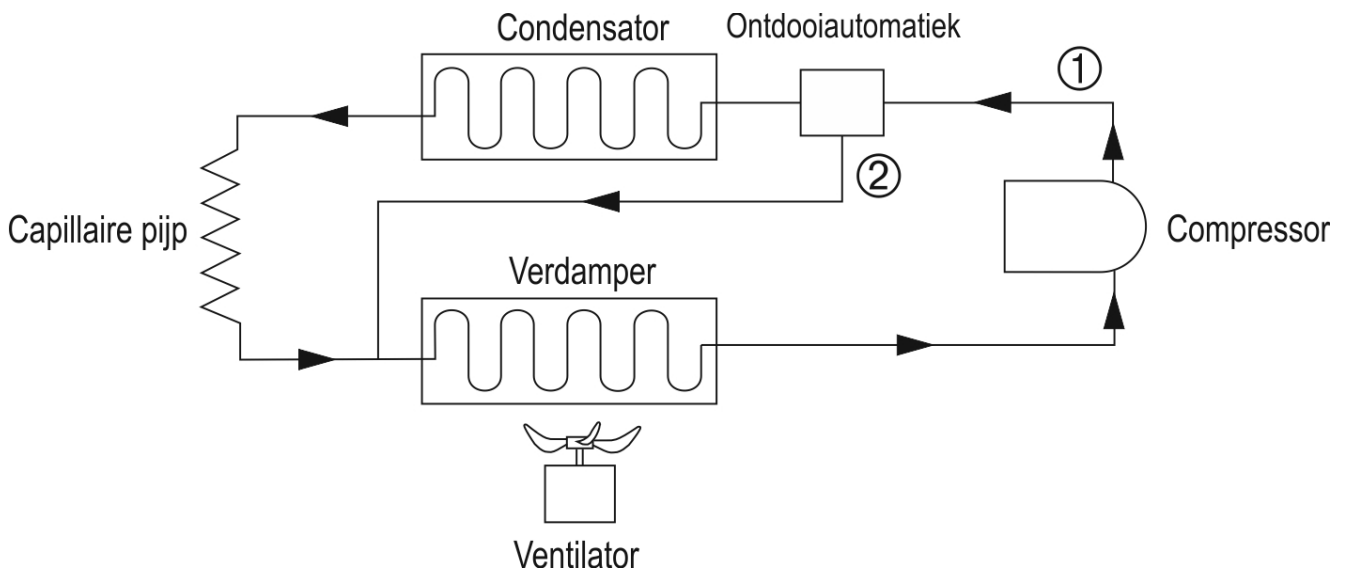 Condensator
Ontdooiautomatiek
①
②
Capillaire pijp
Compressor
Verdamper
Ventilator